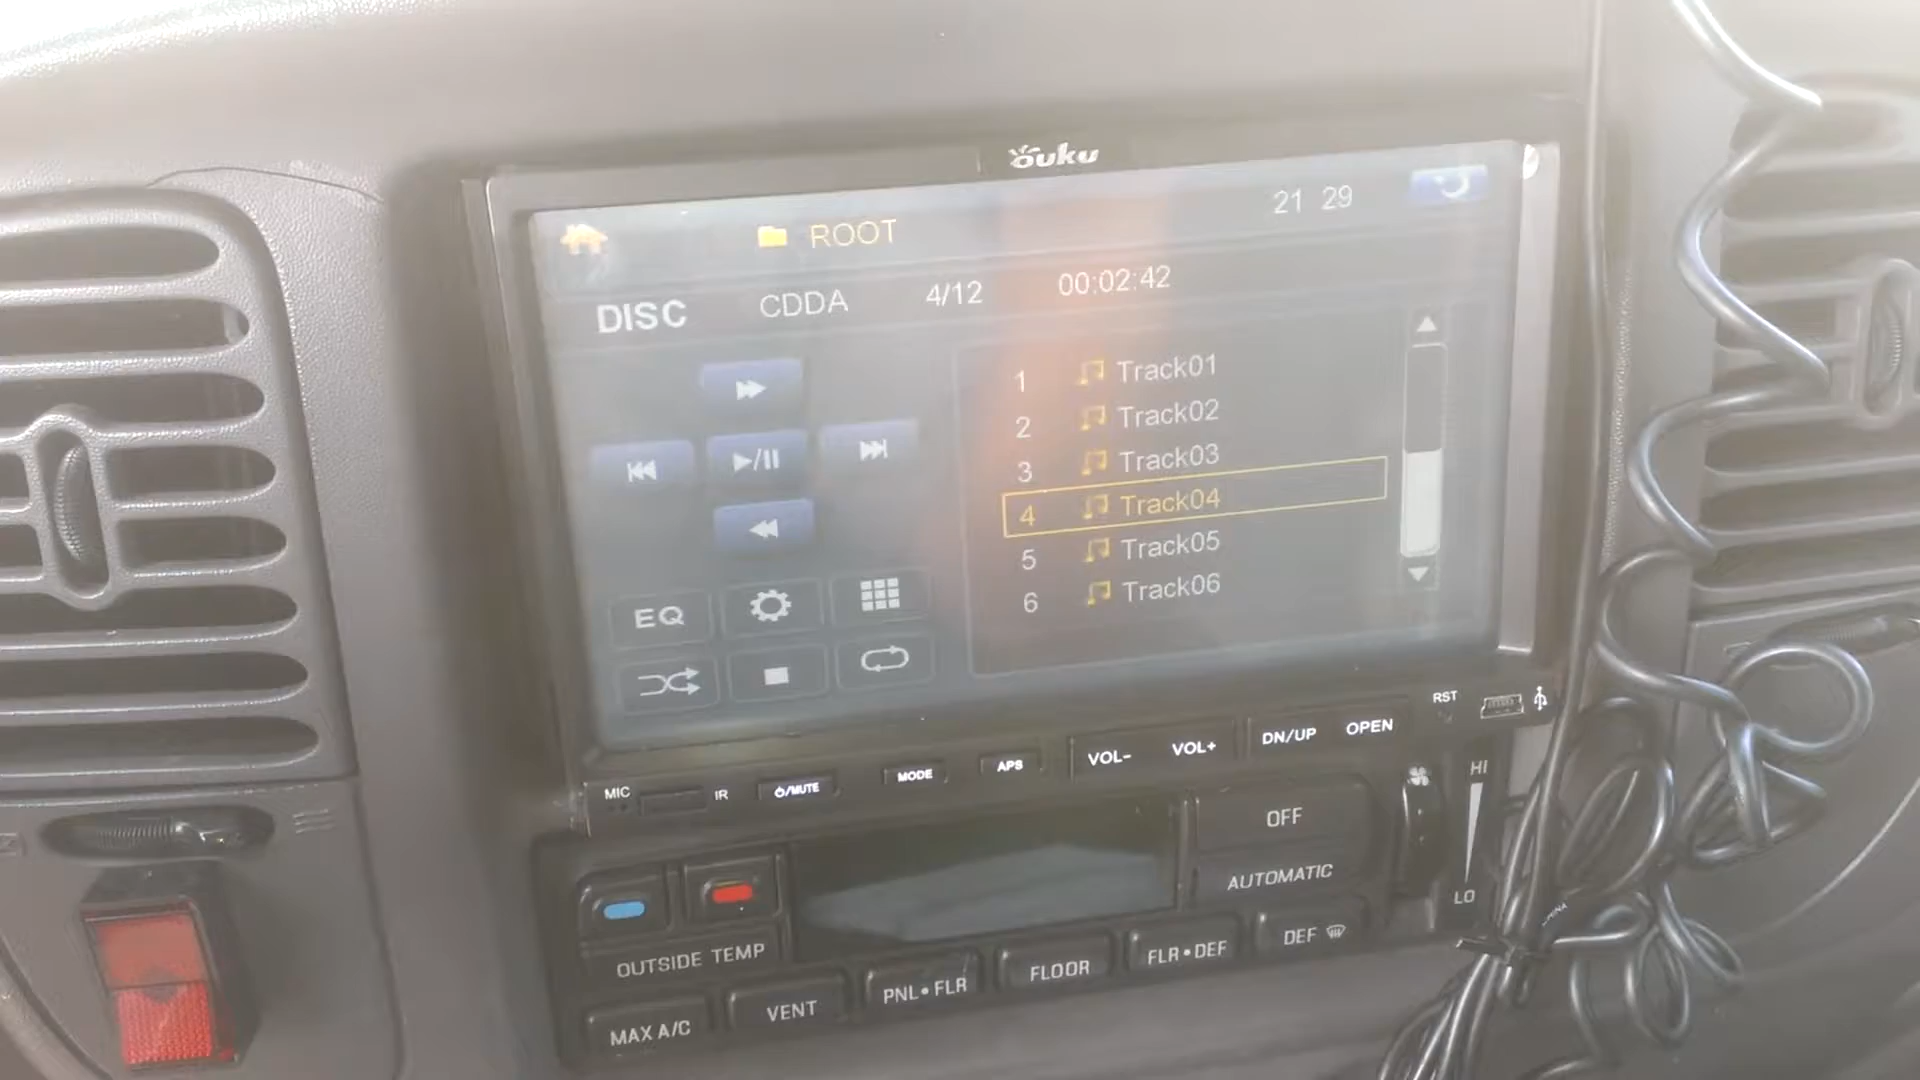 ouku
ROOT
21 29
DISC CDDA 4/12 00:02:42
1 Track01
2 Track02
3 Track03
4 Track04
5 Track05
6 Track06
EQ
MIC IR ⏻/MUTE MODE APS VOL- VOL+ DN/UP OPEN RST
OFF HI
AUTOMATIC LO
OUTSIDE TEMP
MAX A/C VENT PNL•FLR FLOOR FLR•DEF DEF